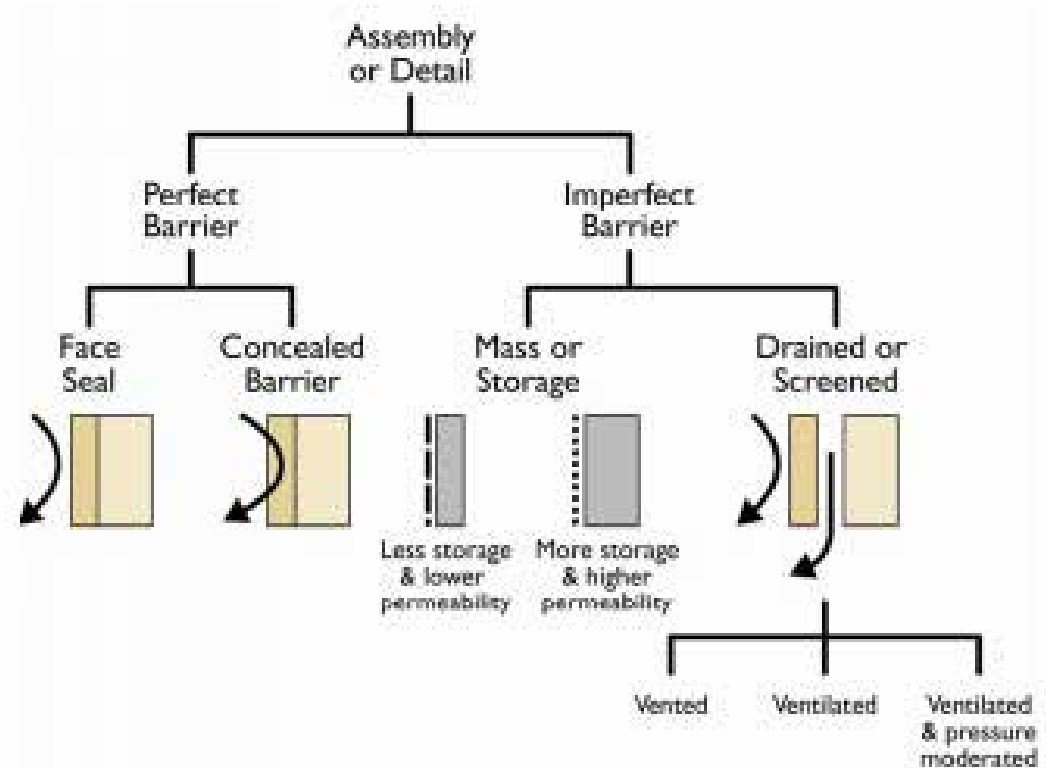 Assembly
or Detail
Perfect
Barrier
Imperfect
Barrier
Face
Seal
Concealed
Barrier
Mass or
Storage
Drained or
Screened
Less storage
& lower
permeability
More storage
& higher
permeability
Vented
Ventilated
Ventilated
& pressure
moderated